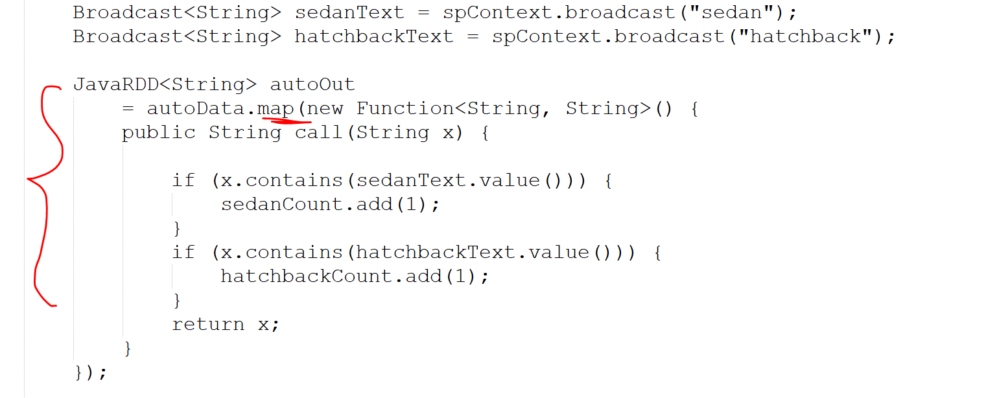 Broadcast<String> sedanText = spContext.broadcast("sedan");
Broadcast<String> hatchbackText = spContext.broadcast("hatchback");
JavaRDD<String> autoOut
= autoData.map(new Function<String, String>() {
public String call(String x) {
if (x.contains(sedanText.value())) {
sedanCount.add(1);
}
if (x.contains(hatchbackText.value())) {
hatchbackCount.add(1);
}
return x;
}
});